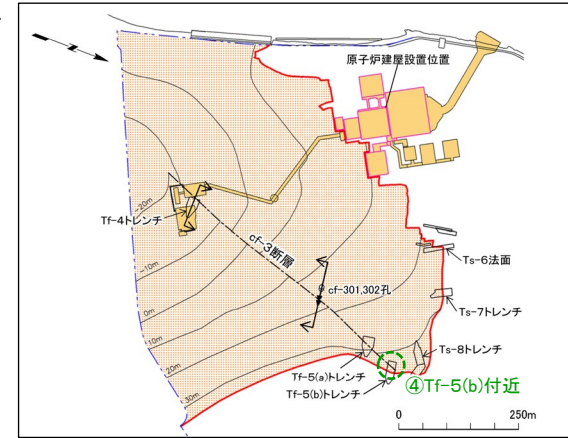 原子炉建屋設置位置
-20m
Tf-4トレンチ
-10m
cf-3断層
Ts-6法面
cf-301,302孔
0m
Ts-7トレンチ
10m
20m
Ts-8トレンチ
30m
Tf-5(a)トレンチ
④Tf-5(b)付近
Tf-5(b)トレンチ
0 250m